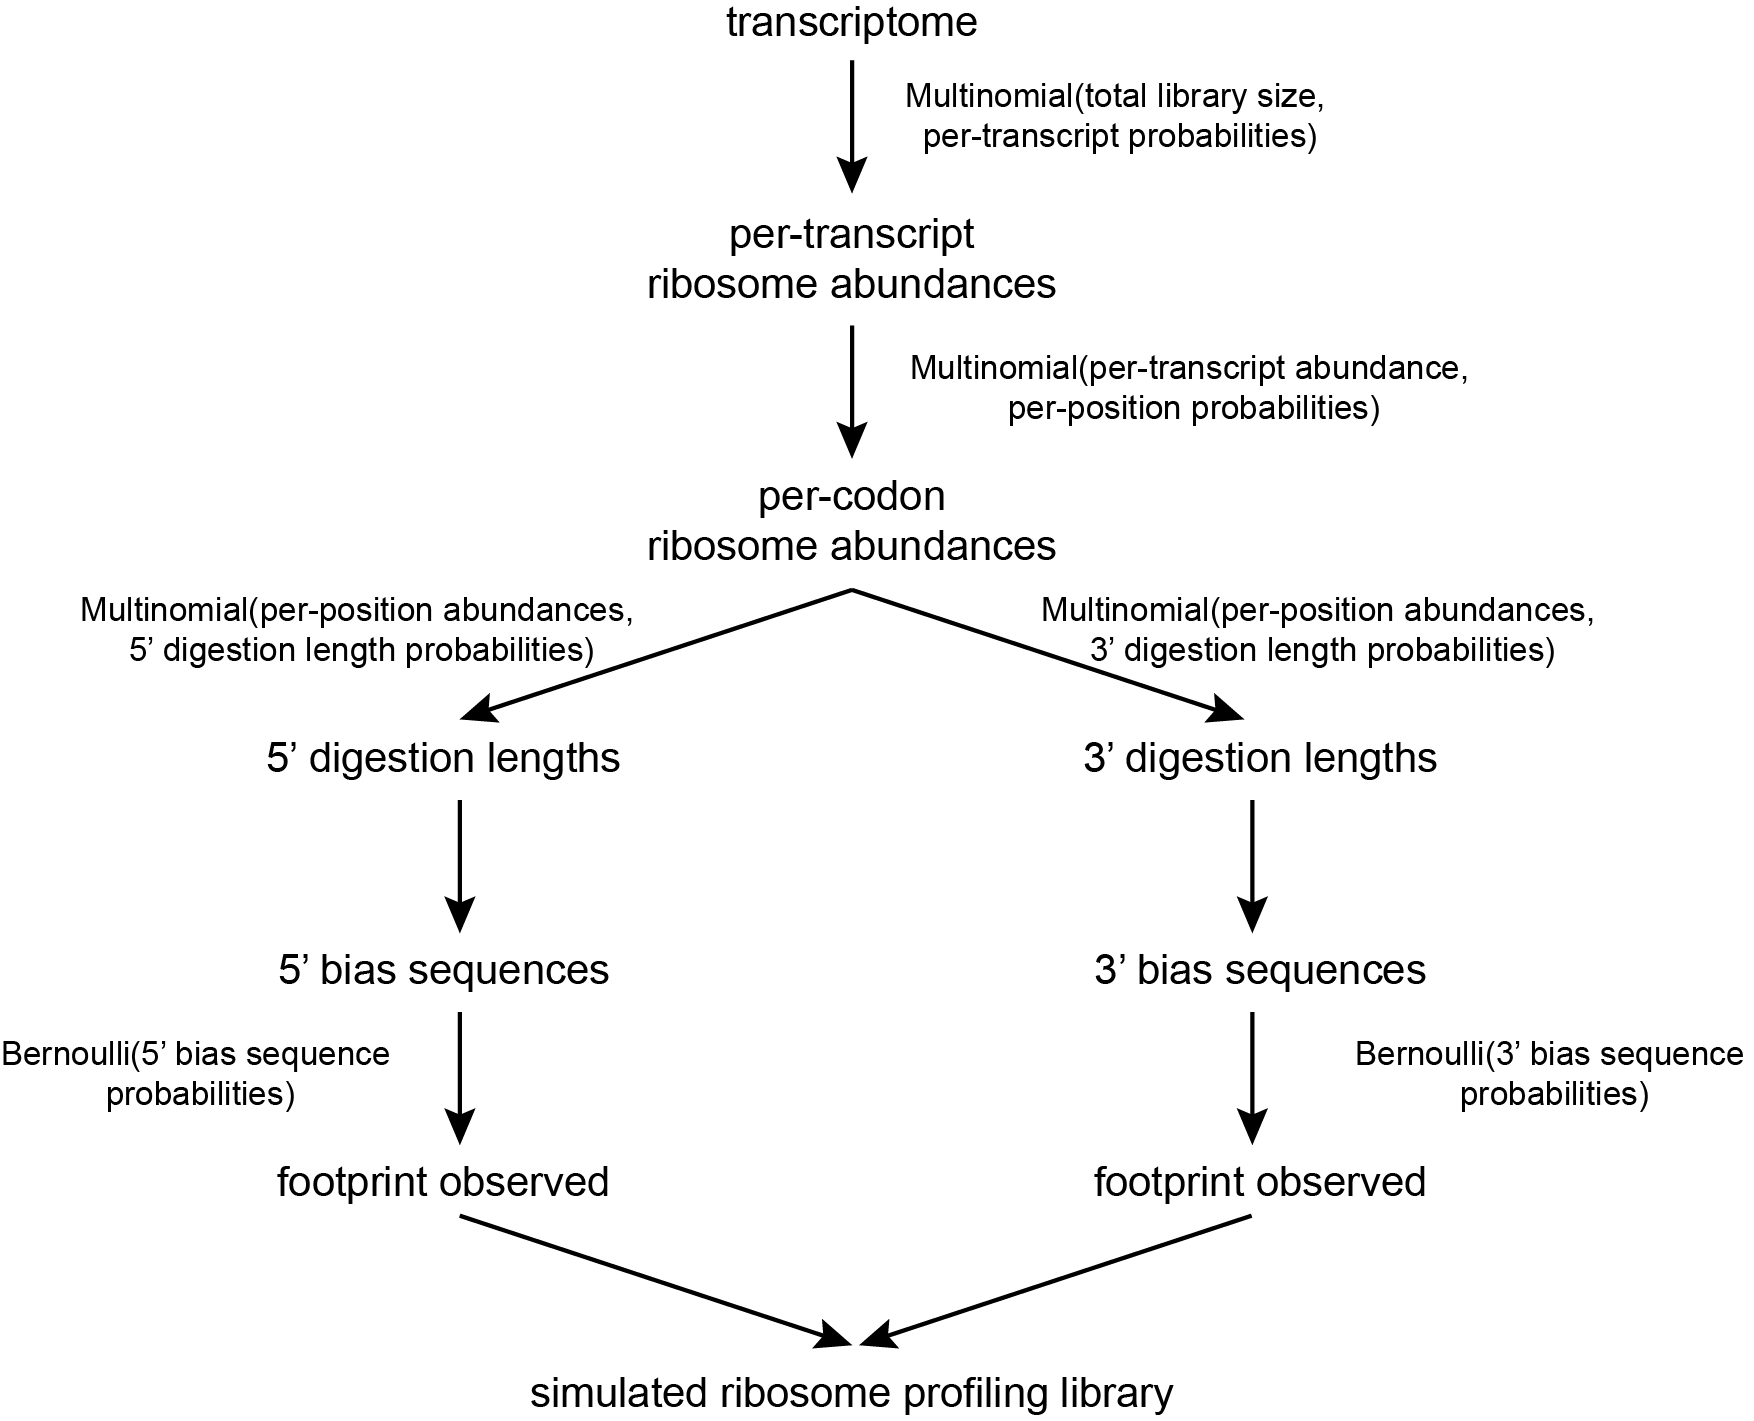 transcriptome
Multinomial(total library size,
per-transcript probabilities)
per-transcript
ribosome abundances
Multinomial(per-transcript abundance,
per-position probabilities)
per-codon
ribosome abundances
Multinomial(per-position abundances,
5’ digestion length probabilities)
Multinomial(per-position abundances,
3’ digestion length probabilities)
5’ digestion lengths
3’ digestion lengths
5’ bias sequences
3’ bias sequences
Bernoulli(5’ bias sequence
probabilities)
Bernoulli(3’ bias sequence
probabilities)
footprint observed
footprint observed
simulated ribosome profiling library